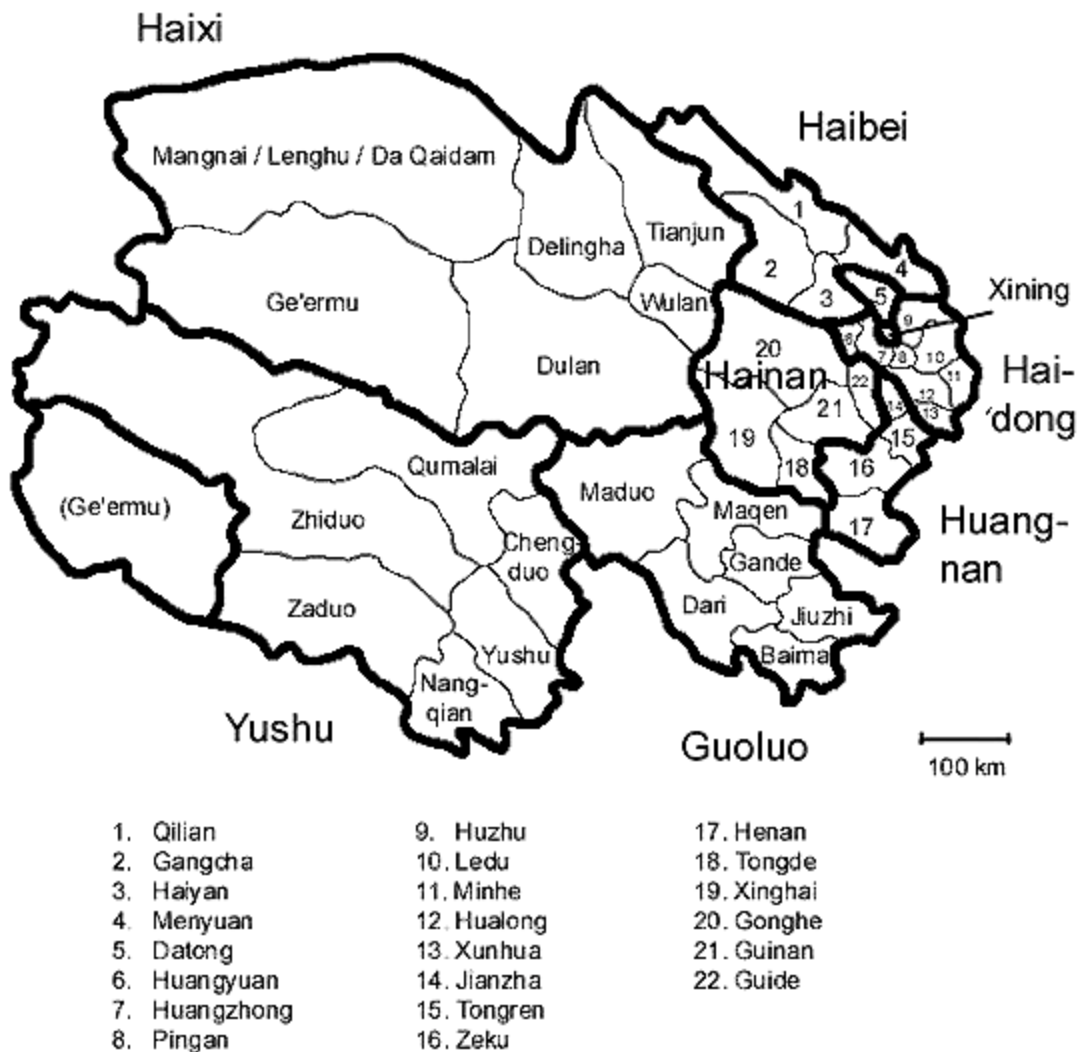 Haixi
Haibei
Mangnai / Lenghu / Da Qaidam
1
Tianjun
Delingha
2
4
3
5
Xining
Ge'ermu
Wulan
9
6
20
7
8
10
Dulan
Hainan
22
11
Hai-
'dong
21
12
14
13
19
15
Qumalai
18
16
(Ge'ermu)
Maduo
Zhiduo
Maqen
17
Huang-
nan
Cheng-
duo
Gande
Zaduo
Dari
Jiuzhi
Yushu
Baima
Nang-
qian
Yushu
Guoluo
100 km
1. Qilian
2. Gangcha
3. Haiyan
4. Menyuan
5. Datong
6. Huangyuan
7. Huangzhong
8. Pingan
9. Huzhu
10. Ledu
11. Minhe
12. Hualong
13. Xunhua
14. Jianzha
15. Tongren
16. Zeku
17. Henan
18. Tongde
19. Xinghai
20. Gonghe
21. Guinan
22. Guide